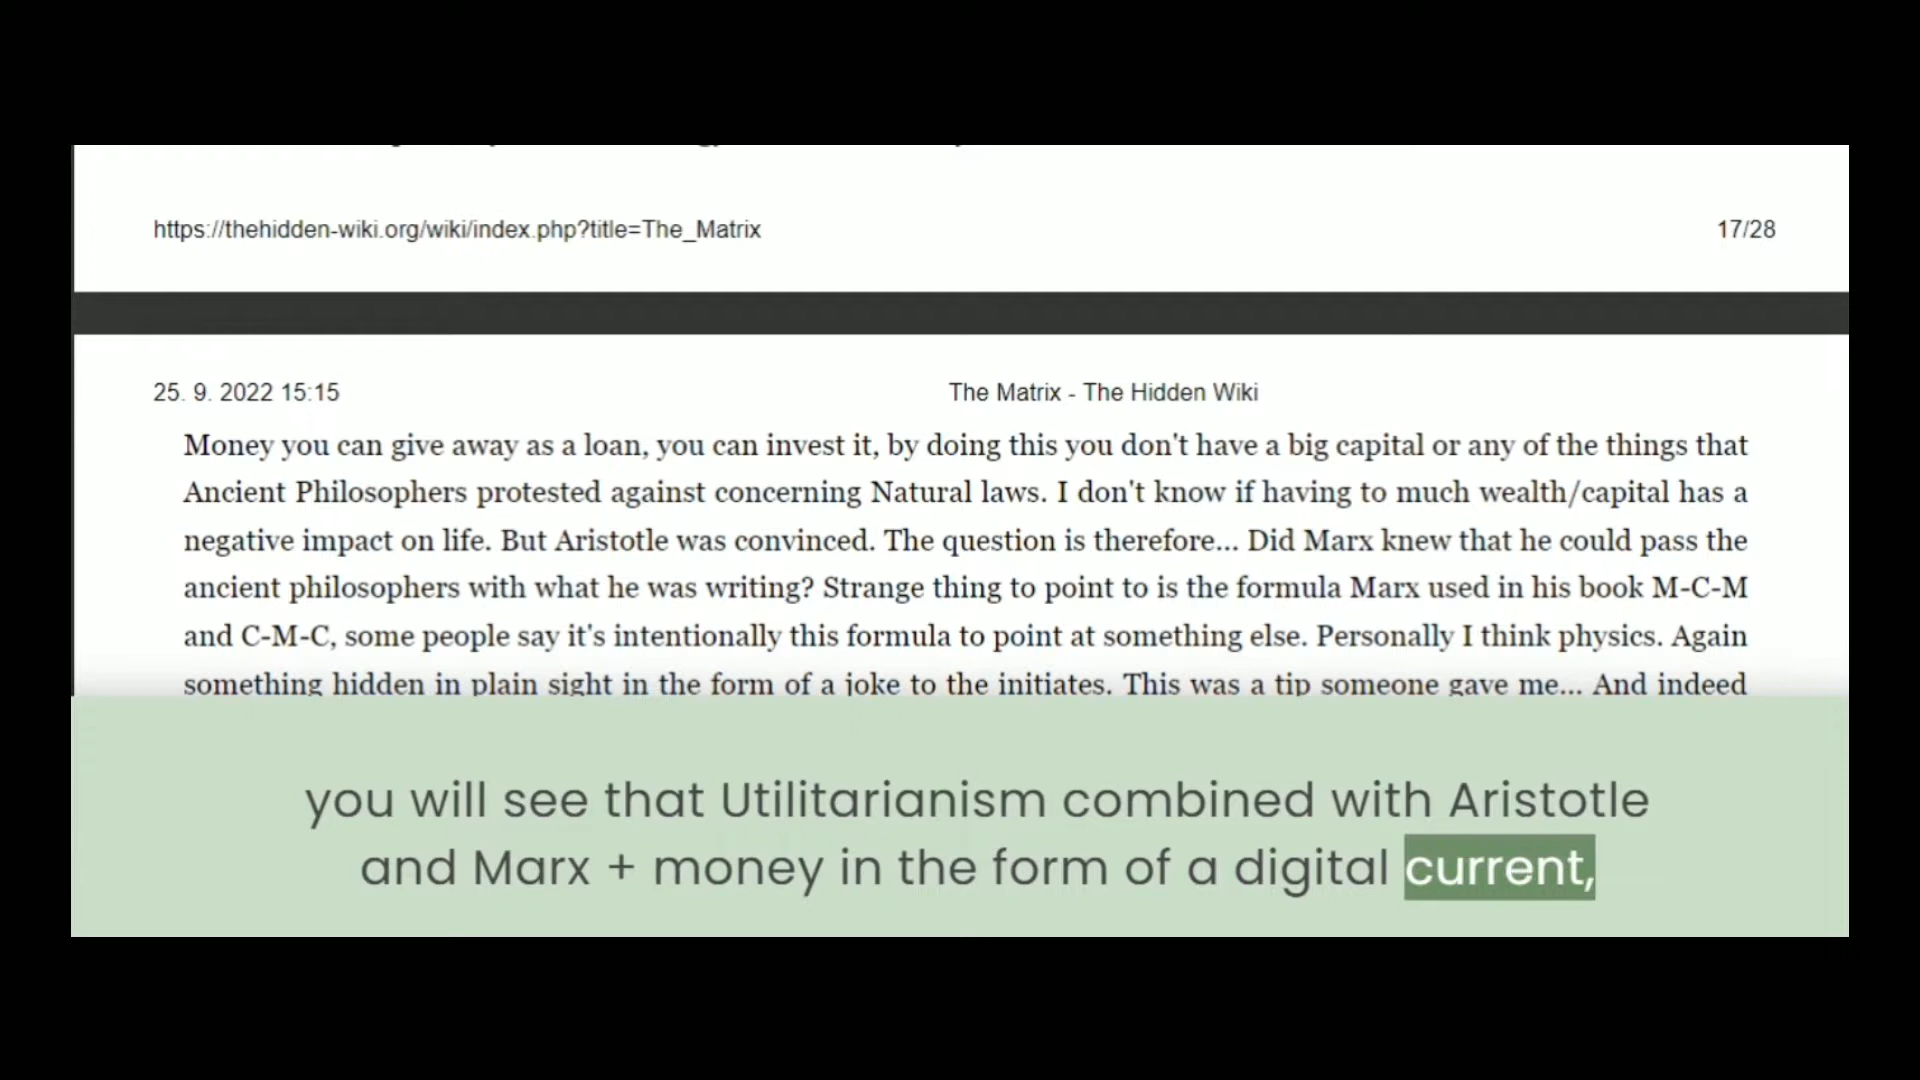 https://thehidden-wiki.org/wiki/index.php?title=The_Matrix 17/28
25. 9. 2022 15:15 The Matrix - The Hidden Wiki
Money you can give away as a loan, you can invest it, by doing this you don't have a big capital or any of the things that
Ancient Philosophers protested against concerning Natural laws. I don't know if having to much wealth/capital has a
negative impact on life. But Aristotle was convinced. The question is therefore... Did Marx knew that he could pass the
ancient philosophers with what he was writing? Strange thing to point to is the formula Marx used in his book M-C-M
and C-M-C, some people say it's intentionally this formula to point at something else. Personally I think physics. Again
something hidden in plain sight in the form of a joke to the initiates. This was a tip someone gave me... And indeed
you will see that Utilitarianism combined with Aristotle
and Marx + money in the form of a digital current,